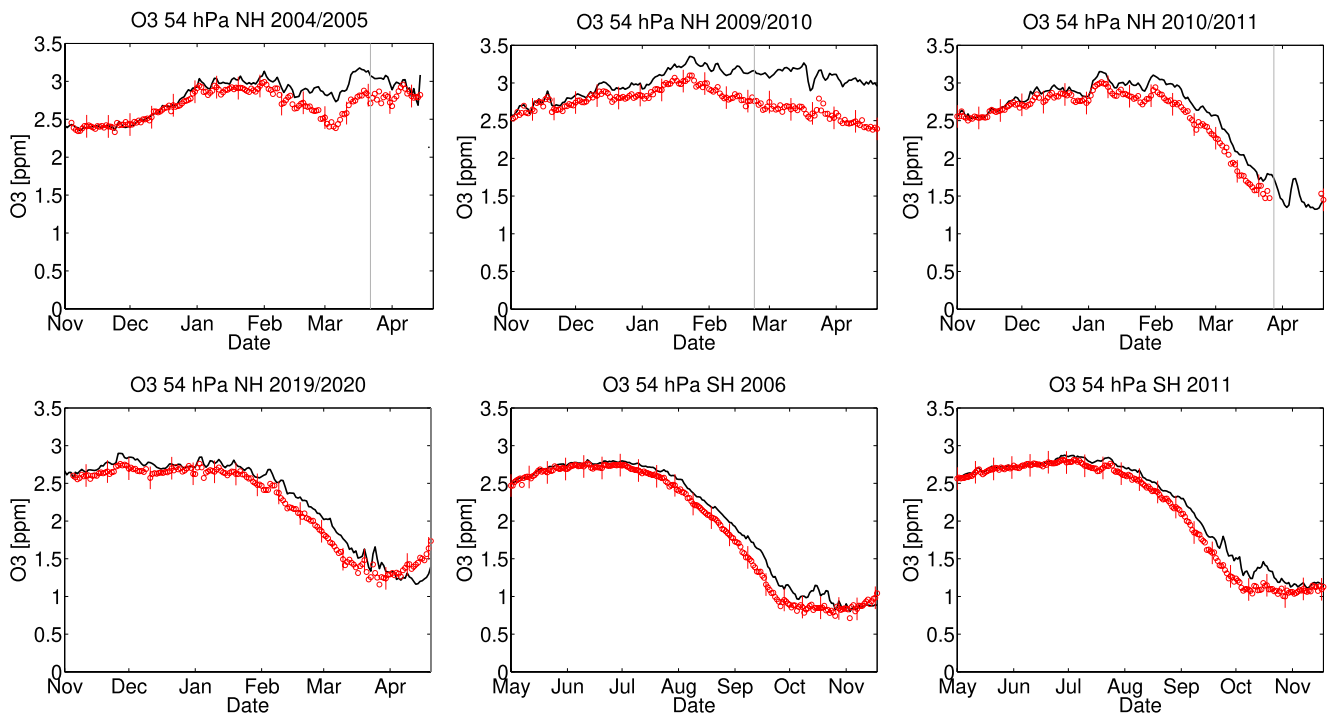 O3 54 hPa NH 2004/2005
O3 54 hPa NH 2009/2010
O3 54 hPa NH 2010/2011
3.5
3
2.5
2
1.5
1
0.5
0
O3 [ppm]
Nov Dec Jan Feb Mar Apr
Date
3.5
3
2.5
2
1.5
1
0.5
0
O3 [ppm]
Nov Dec Jan Feb Mar Apr
Date
3.5
3
2.5
2
1.5
1
0.5
0
O3 [ppm]
Nov Dec Jan Feb Mar Apr
Date
O3 54 hPa NH 2019/2020
O3 54 hPa SH 2006
O3 54 hPa SH 2011
3.5
3
2.5
2
1.5
1
0.5
0
O3 [ppm]
Nov Dec Jan Feb Mar Apr
Date
3.5
3
2.5
2
1.5
1
0.5
0
O3 [ppm]
May Jun Jul Aug Sep Oct Nov
Date
3.5
3
2.5
2
1.5
1
0.5
0
O3 [ppm]
May Jun Jul Aug Sep Oct Nov
Date